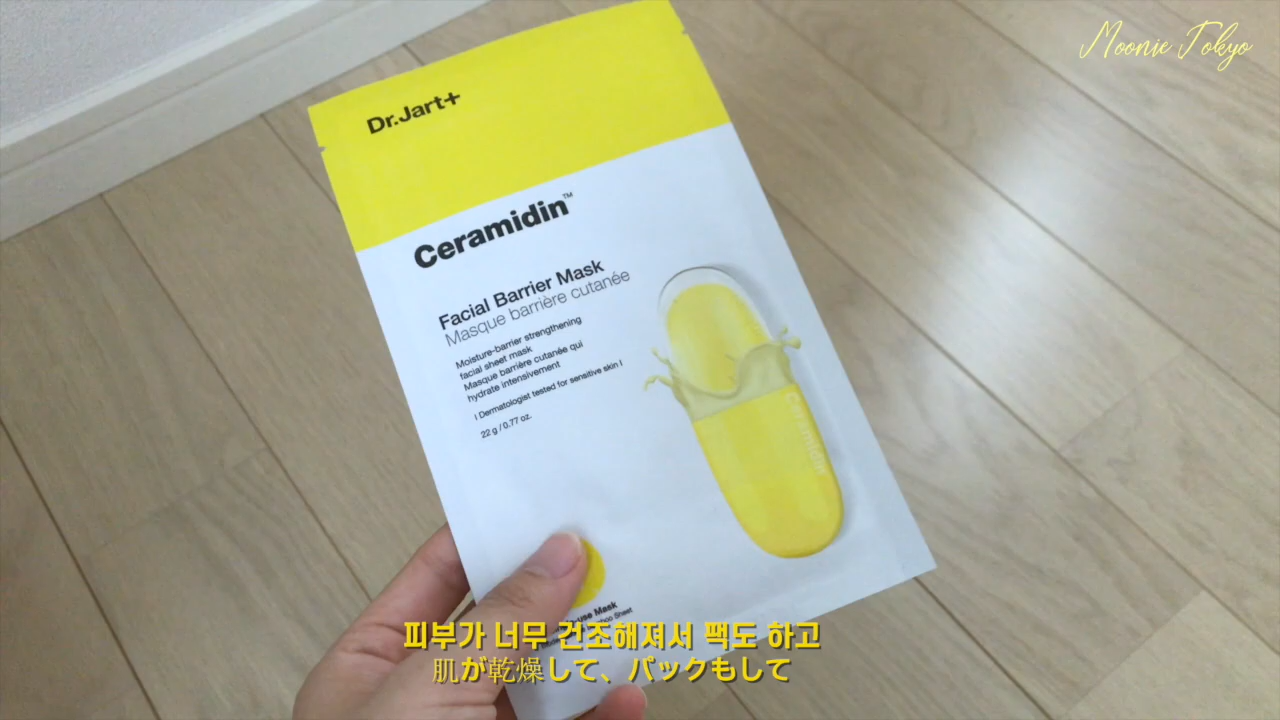 Moonie Tokyo
Dr.Jart+
Ceramidin™
Facial Barrier Mask
Masque barrière cutanée
Moisture-barrier strengthening
facial sheet mask
Masque barrière cutanée qui
hydrate intensivement
| Dermatologist tested for sensitive skin |
22 g / 0.77 oz.
Ceramidin
Mask
Sheet
피부가 너무 건조해져서 팩도 하고
肌が乾燥して、パックもして